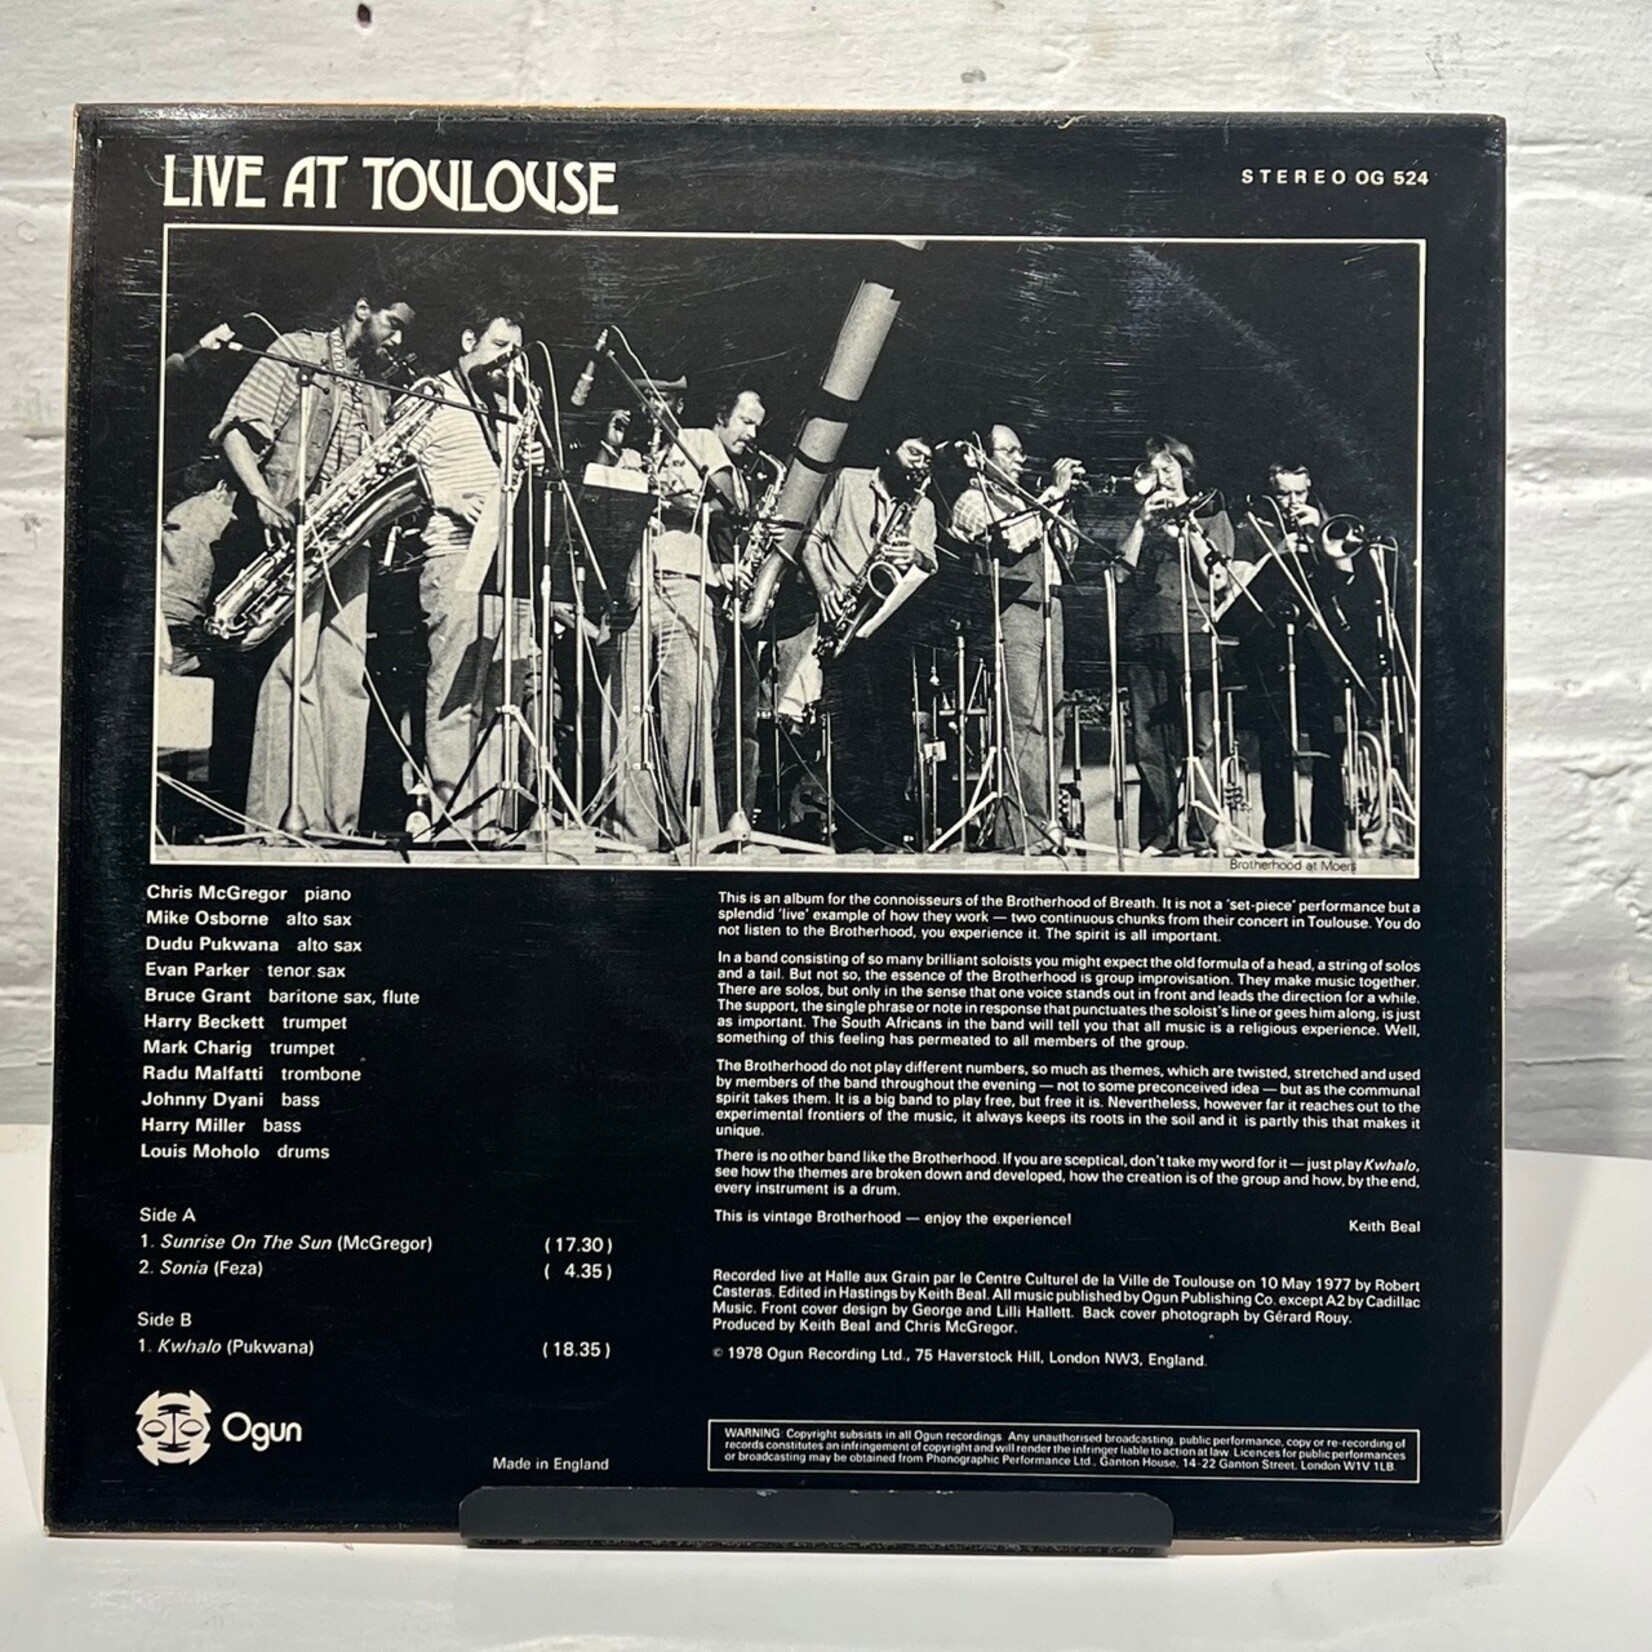 LIVE AT TOULOUSE
STEREO OG 524
Brotherhood at Moers
Chris McGregor piano
Mike Osborne alto sax
Dudu Pukwana alto sax
Evan Parker tenor sax
Bruce Grant baritone sax, flute
Harry Beckett trumpet
Mark Charig trumpet
Radu Malfatti trombone
Johnny Dyani bass
Harry Miller bass
Louis Moholo drums
Side A
1. Sunrise On The Sun (McGregor) (17.30)
2. Sonia (Feza) ( 4.35)
Side B
1. Kwhalo (Pukwana) (18.35)
Ogun
Made in England
This is an album for the connoisseurs of the Brotherhood of Breath. It is not a 'set-piece' performance but a
splendid 'live' example of how they work — two continuous chunks from their concert in Toulouse. You do
not listen to the Brotherhood, you experience it. The spirit is all important.
In a band consisting of so many brilliant soloists you might expect the old formula of a head, a string of solos
and a tail. But not so, the essence of the Brotherhood is group improvisation. They make music together.
There are solos, but only in the sense that one voice stands out in front and leads the direction for a while.
The support, the single phrase or note in response that punctuates the soloist's line or gees him along, is just
as important. The South Africans in the band will tell you that all music is a religious experience. Well,
something of this feeling has permeated to all members of the group.
The Brotherhood do not play different numbers, so much as themes, which are twisted, stretched and used
by members of the band throughout the evening — not to some preconceived idea — but as the communal
spirit takes them. It is a big band to play free, but free it is. Nevertheless, however far it reaches out to the
experimental frontiers of the music, it always keeps its roots in the soil and it is partly this that makes it
unique.
There is no other band like the Brotherhood. If you are sceptical, don't take my word for it — just play Kwhalo,
see how the themes are broken down and developed, how the creation is of the group and how, by the end,
every instrument is a drum.
This is vintage Brotherhood — enjoy the experience!
Keith Beal
Recorded live at Halle aux Grain par le Centre Culturel de la Ville de Toulouse on 10 May 1977 by Robert
Casteras. Edited in Hastings by Keith Beal. All music published by Ogun Publishing Co. except A2 by Cadillac
Music. Front cover design by George and Lilli Hallett. Back cover photograph by Gérard Rouy.
Produced by Keith Beal and Chris McGregor.
© 1978 Ogun Recording Ltd., 75 Haverstock Hill, London NW3, England.
WARNING: Copyright subsists in all Ogun recordings. Any unauthorised broadcasting, public performance, copy or re-recording of
records constitutes an infringement of copyright and will render the infringer liable to action at law. Licences for public performances
or broadcasting may be obtained from Phonographic Performance Ltd., Ganton House, 14-22 Ganton Street, London W1V 1LB.